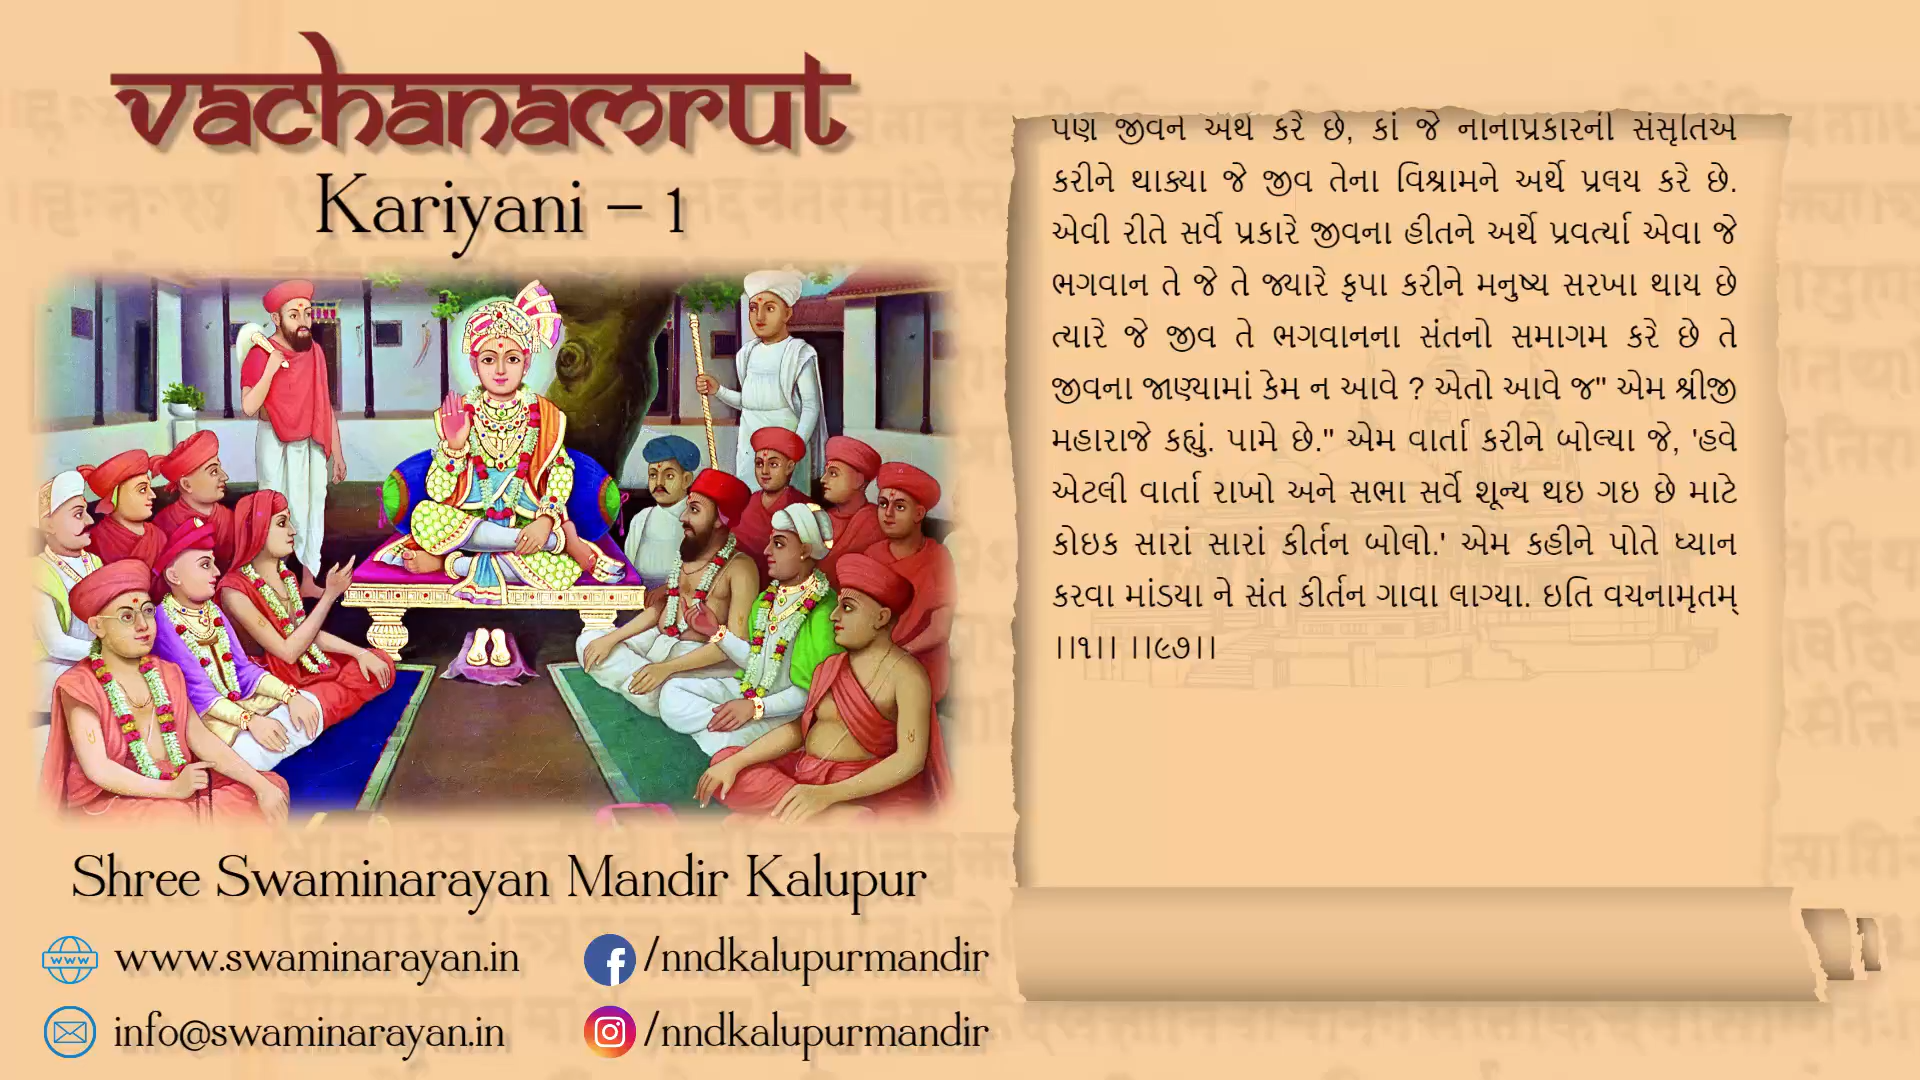 vachanamrut
Kariyani – 1
Shree Swaminarayan Mandir Kalupur
www.swaminarayan.in
/nndkalupurmandir
info@swaminarayan.in
/nndkalupurmandir
પણ જીવને અર્થે કરે છે, કાં જે નાનાપ્રકારની સંસૃતિએ
કરીને થાક્યા જે જીવ તેના વિશ્રામને અર્થે પ્રલય કરે છે.
એવી રીતે સર્વે પ્રકારે જીવના હીતને અર્થે પ્રવર્ત્યા એવા જે
ભગવાન તે જે તે જ્યારે કૃપા કરીને મનુષ્ય સરખા થાય છે
ત્યારે જે જીવ તે ભગવાનના સંતનો સમાગમ કરે છે તે
જીવના જાણ્યામાં કેમ ન આવે ? એતો આવે જ" એમ શ્રીજી
મહારાજે કહ્યું. પામે છે." એમ વાર્તા કરીને બોલ્યા જે, 'હવે
એટલી વાર્તા રાખો અને સભા સર્વે શૂન્ય થઇ ગઇ છે માટે
કોઇક સારાં સારાં કીર્તન બોલો.' એમ કહીને પોતે ધ્યાન
કરવા માંડયા ને સંત કીર્તન ગાવા લાગ્યા. ઇતિ વચનામૃતમ્
।।૧।। ।।૯૭।।